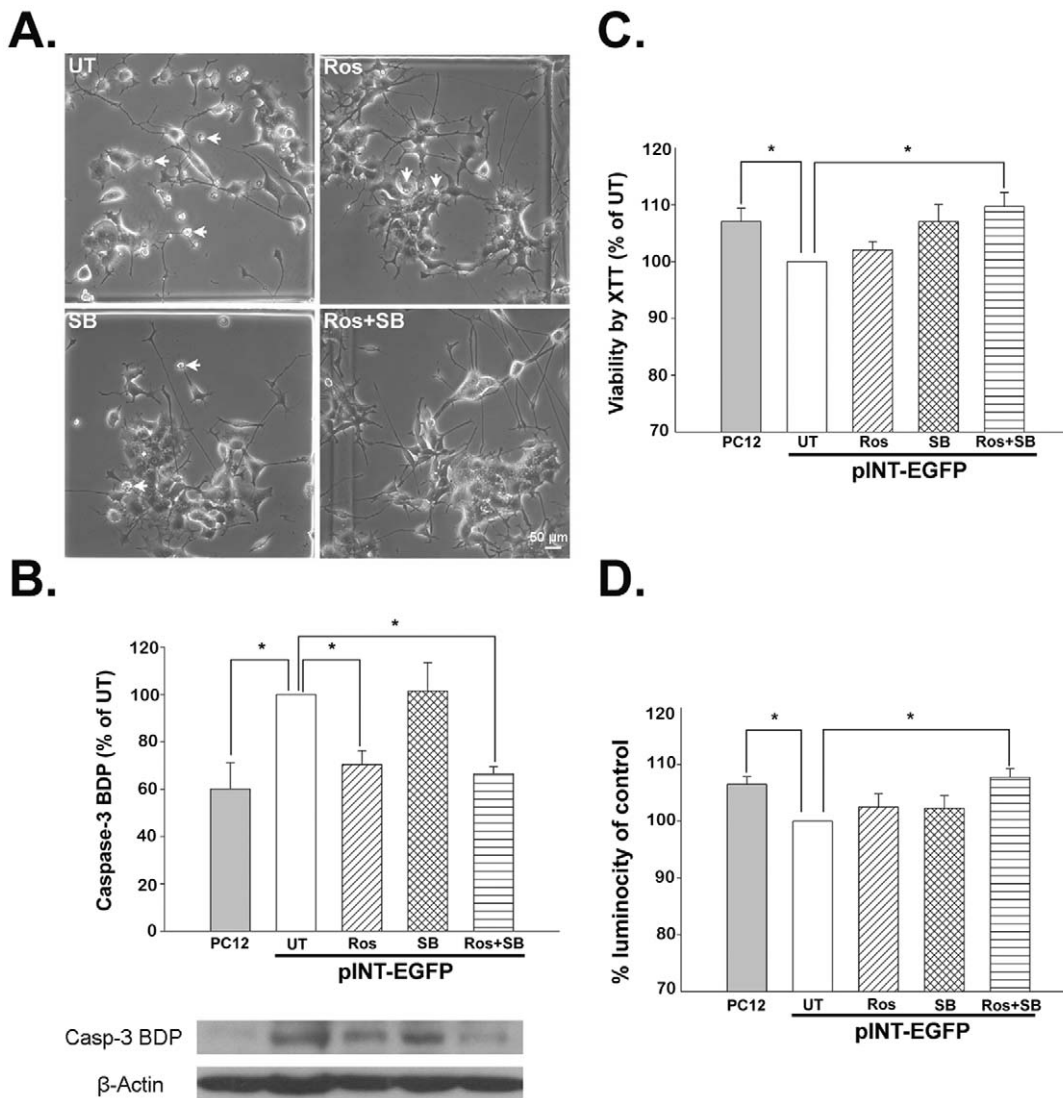 A.
UT
Ros
SB
Ros+SB
50 µm
B.
Caspase-3 BDP (% of UT)
120
100
80
60
40
20
0
*
*
*
PC12 UT Ros SB Ros+SB
pINT-EGFP
Casp-3 BDP
β-Actin
C.
Viability by XTT (% of UT)
120
110
100
90
80
70
*
*
PC12 UT Ros SB Ros+SB
pINT-EGFP
D.
% luminocity of control
120
110
100
90
80
70
*
*
PC12 UT Ros SB Ros+SB
pINT-EGFP